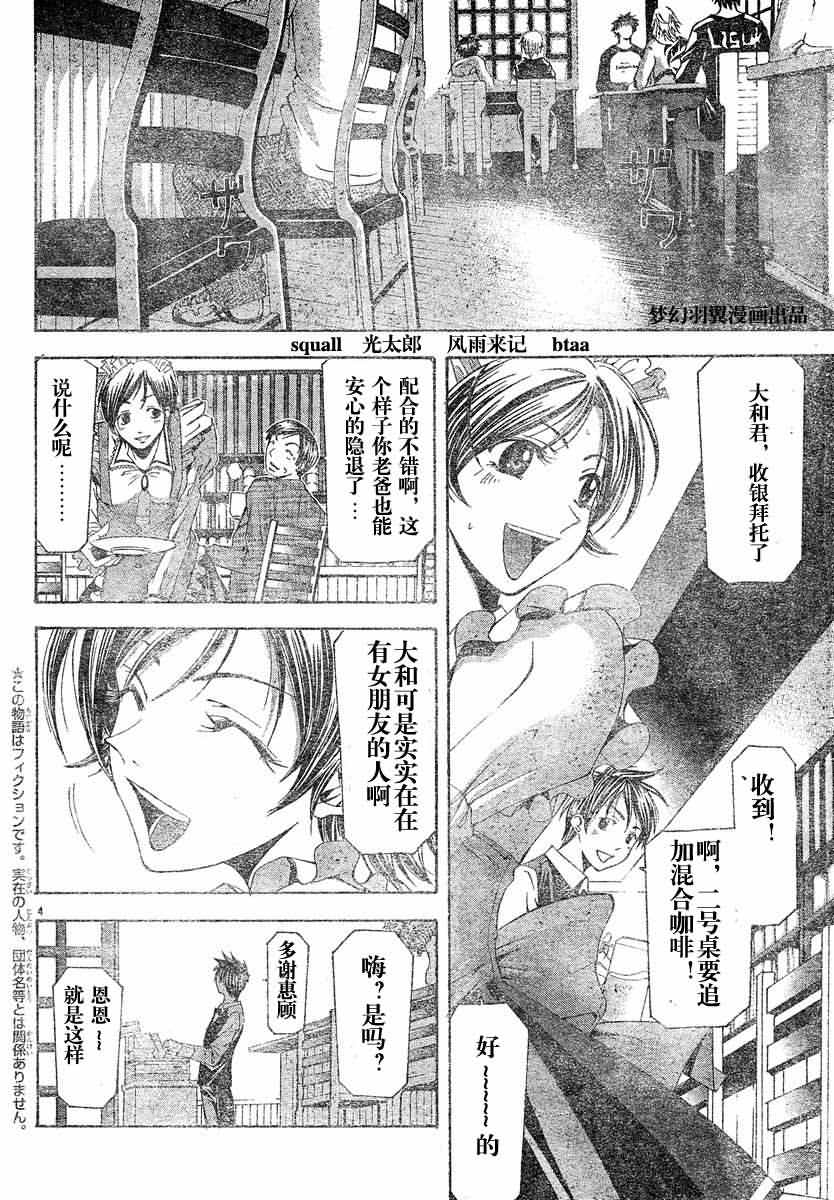 LISUK
ザワ
ザワ
梦幻羽翼漫画出品
squall 光太郎 风雨来记 btaa
大和君，收银拜托了
收到！
啊，二号桌要追
加混合咖啡！
好~~~~~的
配合的不错啊，这
个样子你老爸也能
安心的隐退了…
说什么呢
………
大和可是实实在在
有女朋友的人啊
嗨？是吗？
多谢惠顾
恩恩~
就是这样
4
☆この物語はフィクションです。実在の人物、団体名等とは関係ありません。